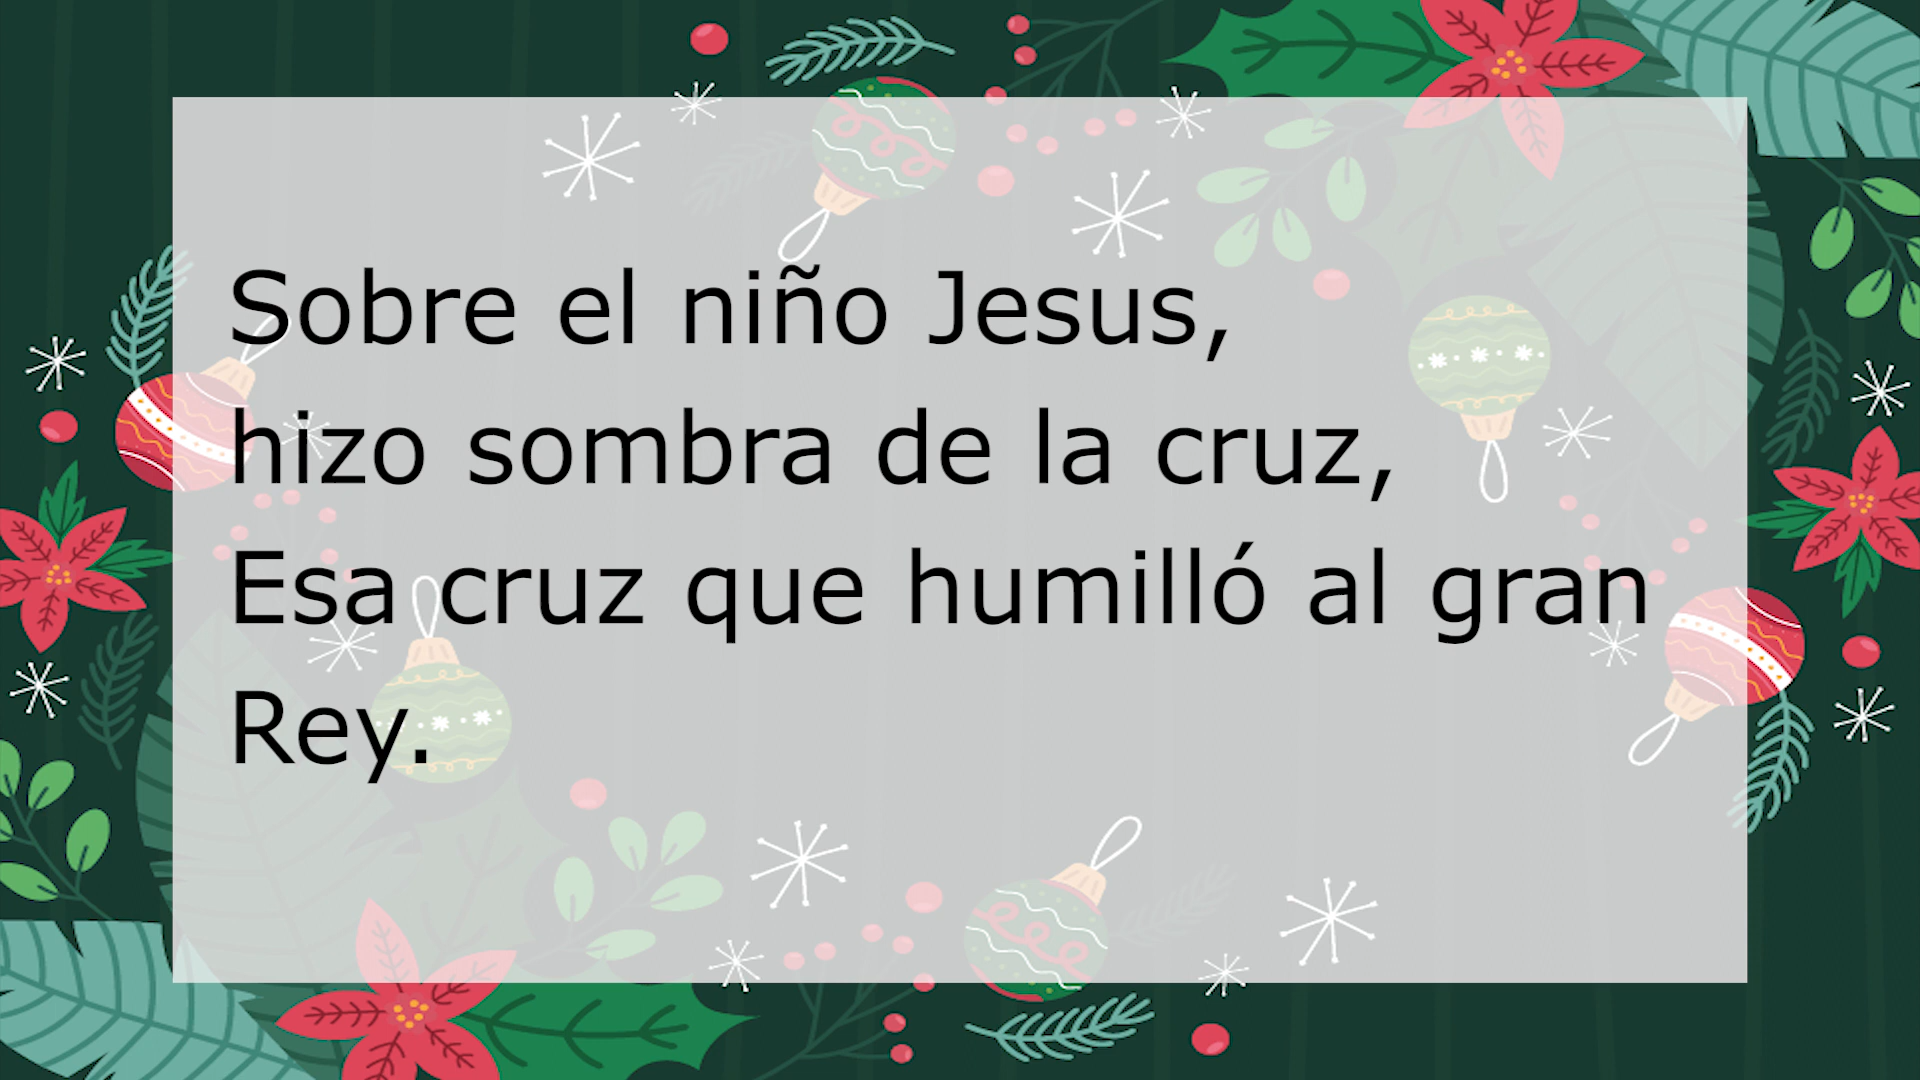 Sobre el niño Jesus,
hizo sombra de la cruz,
Esa cruz que humilló al gran
Rey.